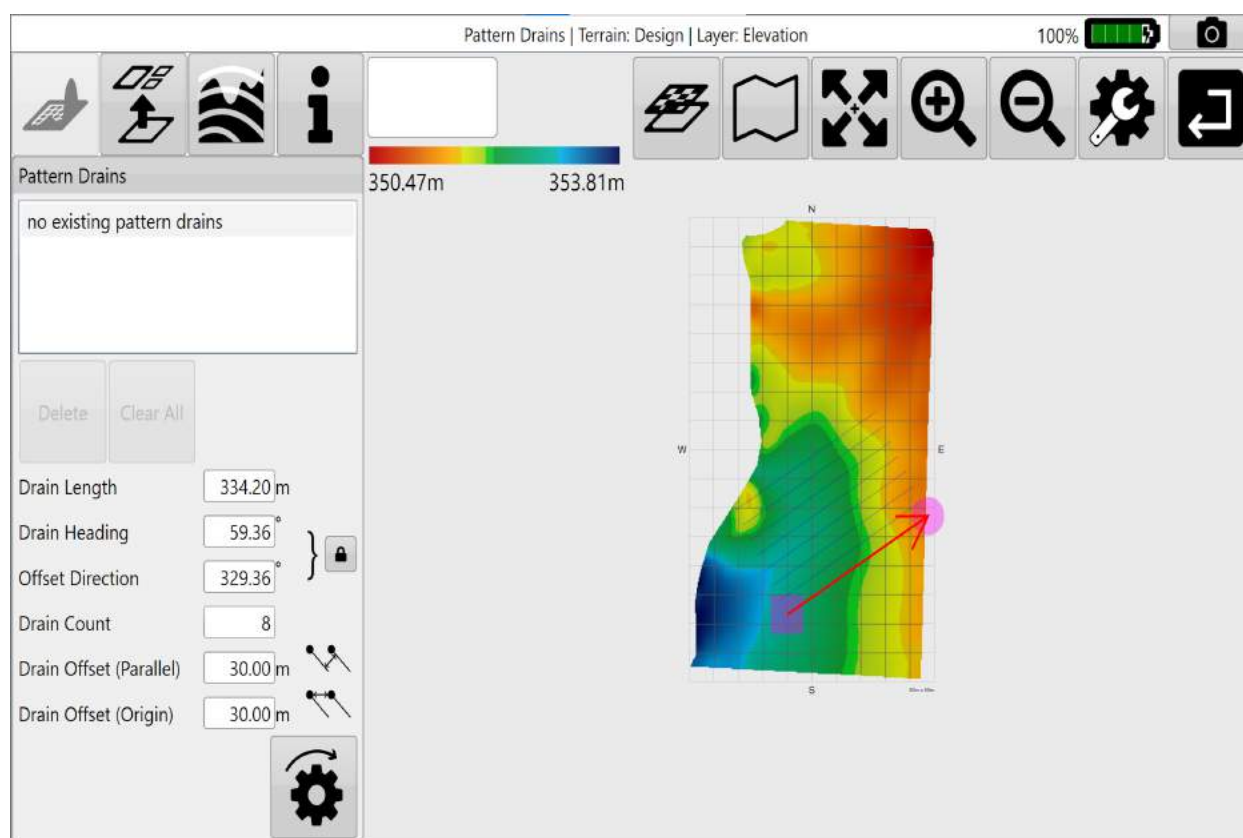 Pattern Drains | Terrain: Design | Layer: Elevation
100%
Pattern Drains
no existing pattern drains
Delete
Clear All
Drain Length
334.20 m
Drain Heading
59.36 °
Offset Direction
329.36 °
Drain Count
8
Drain Offset (Parallel)
30.00 m
Drain Offset (Origin)
30.00 m
350.47m
353.81m
N
W
E
S